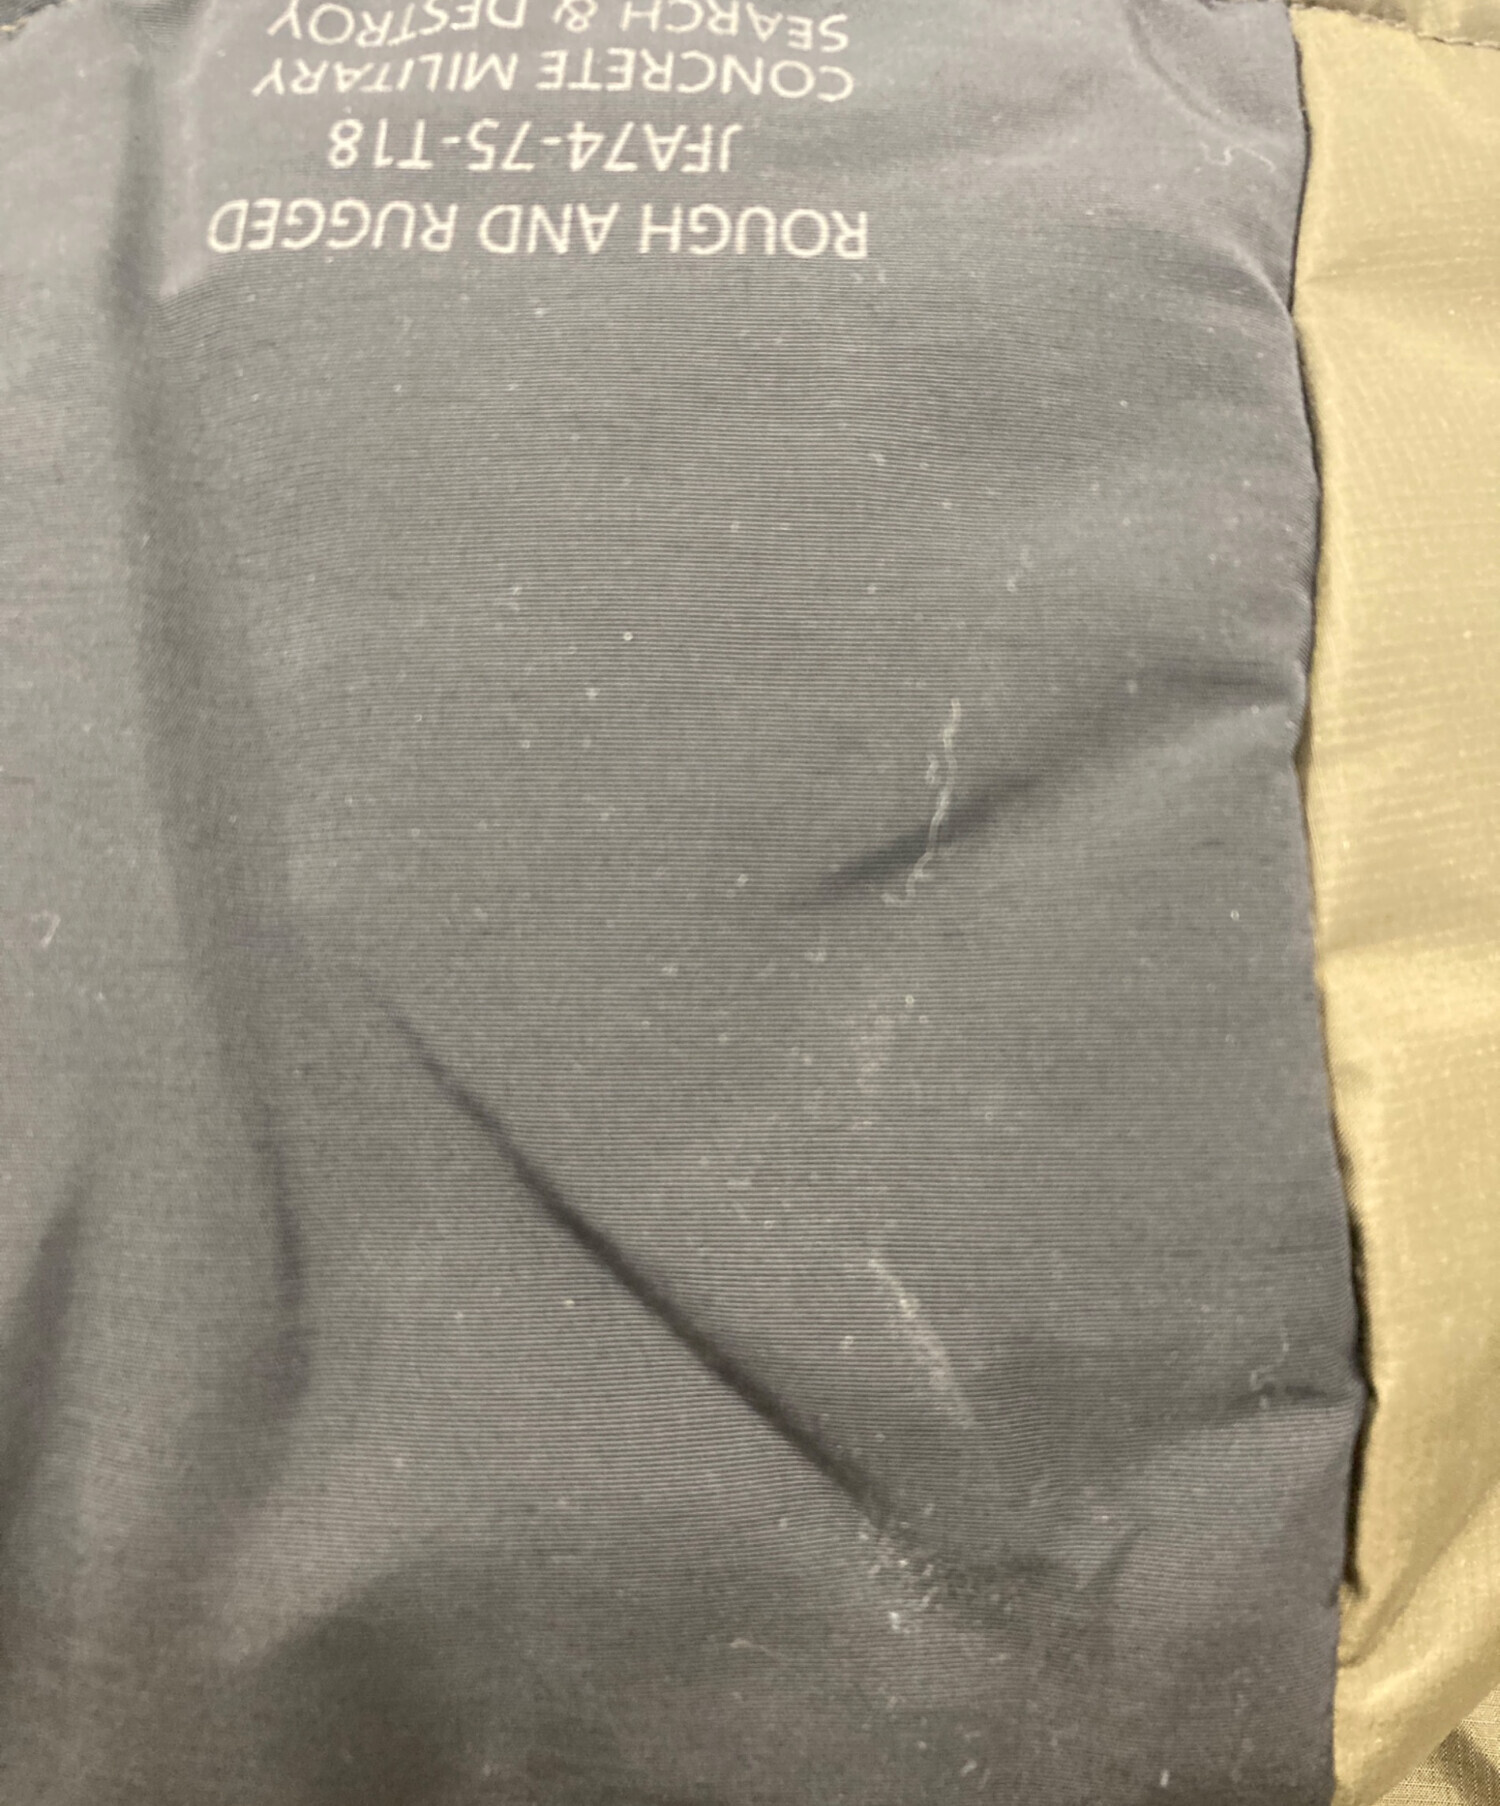 ROUGH AND RUGGED
JFA74-75-T18
CONCRETE MILITARY
SEARCH & DESTROY